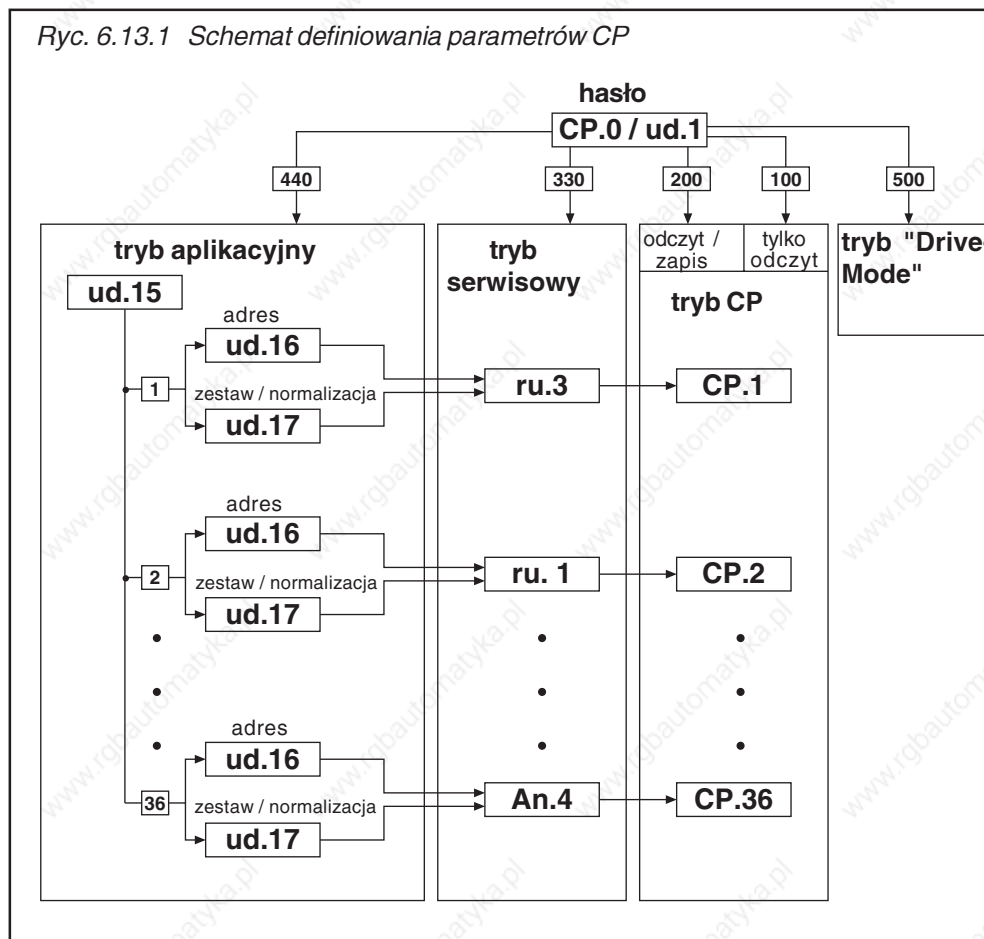 Ryc. 6.13.1 Schemat definiowania parametrów CP
hasło
CP.0 / ud.1
440
330
200
100
500
tryb aplikacyjny
ud.15
adres
ud.16
1
zestaw / normalizacja
ud.17
adres
ud.16
2
zestaw / normalizacja
ud.17
adres
ud.16
36
zestaw / normalizacja
ud.17
tryb
serwisowy
ru.3
ru. 1
An.4
odczyt /
zapis
tylko
odczyt
tryb CP
CP.1
CP.2
CP.36
tryb "Drive-
Mode"
www.rgbautomatyka.pl